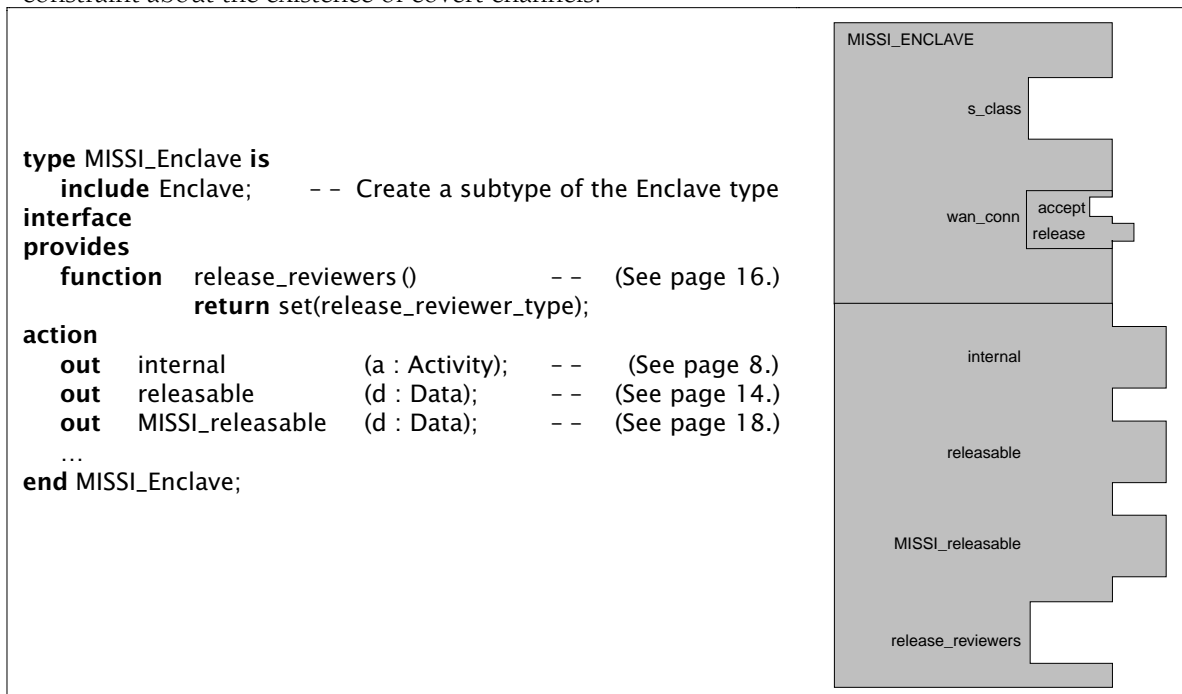 constraint about the existence of covert channels.
type MISSI_Enclave is
include Enclave; -- Create a subtype of the Enclave type
interface
provides
function release_reviewers () -- (See page 16.)
return set(release_reviewer_type);
action
out internal (a : Activity); -- (See page 8.)
out releasable (d : Data); -- (See page 14.)
out MISSI_releasable (d : Data); -- (See page 18.)
…
end MISSI_Enclave;
MISSI_ENCLAVE
s_class
wan_conn
accept
release
internal
releasable
MISSI_releasable
release_reviewers